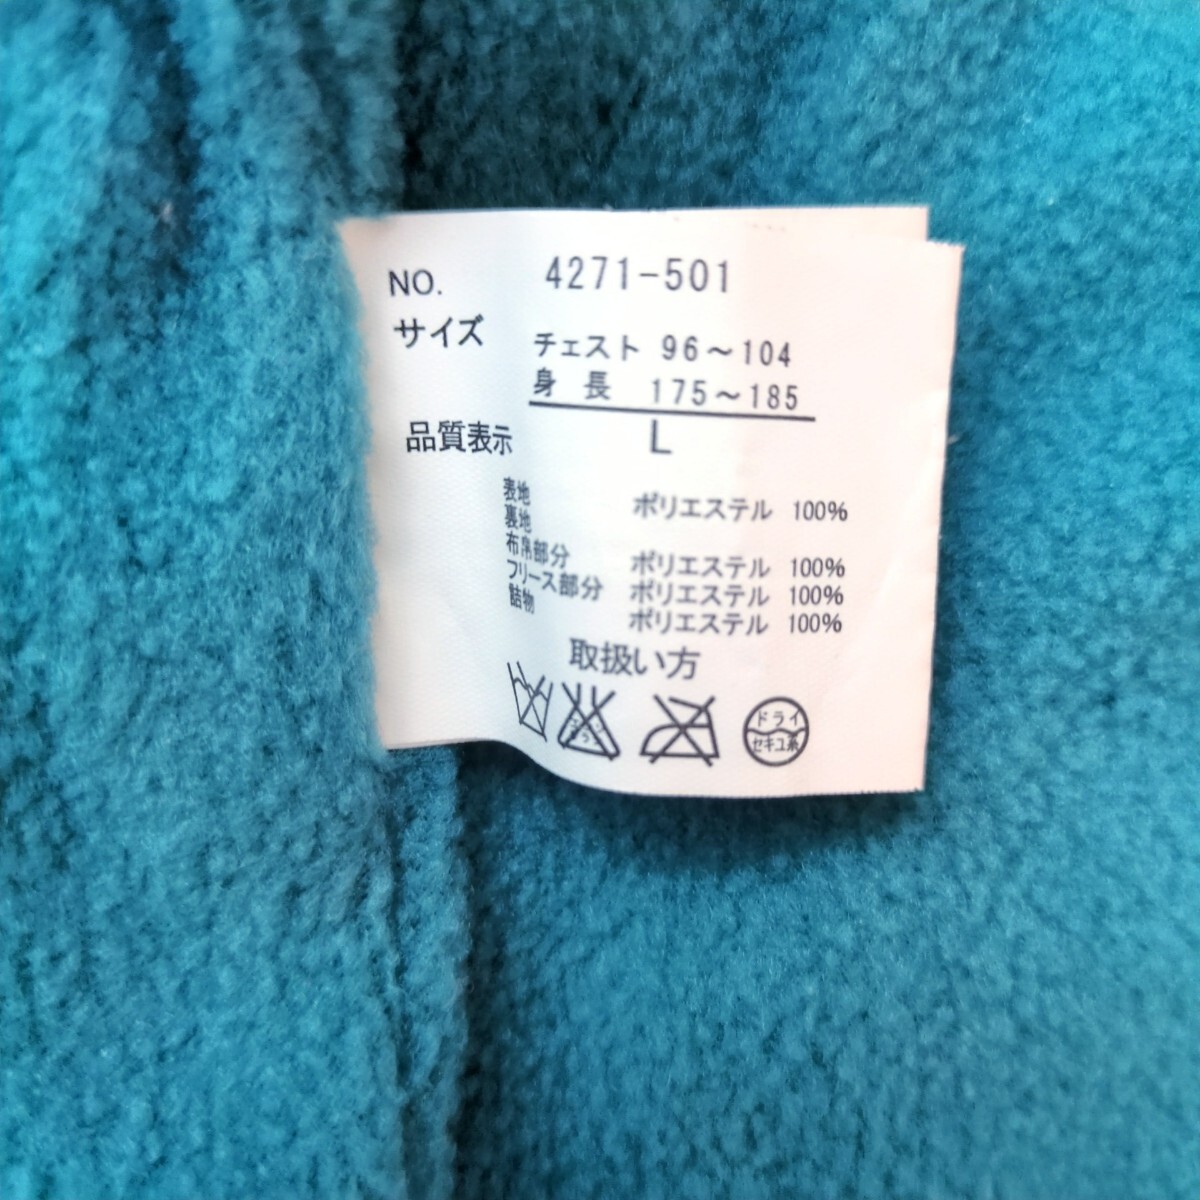 NO. 4271-501
サイズ チェスト 96～104
身 長 175～185
L
品質表示
表地 ポリエステル 100%
裏地
布帛部分 ポリエステル 100%
フリース部分 ポリエステル 100%
詰物 ポリエステル 100%
取扱い方
ドライ
セキユ系